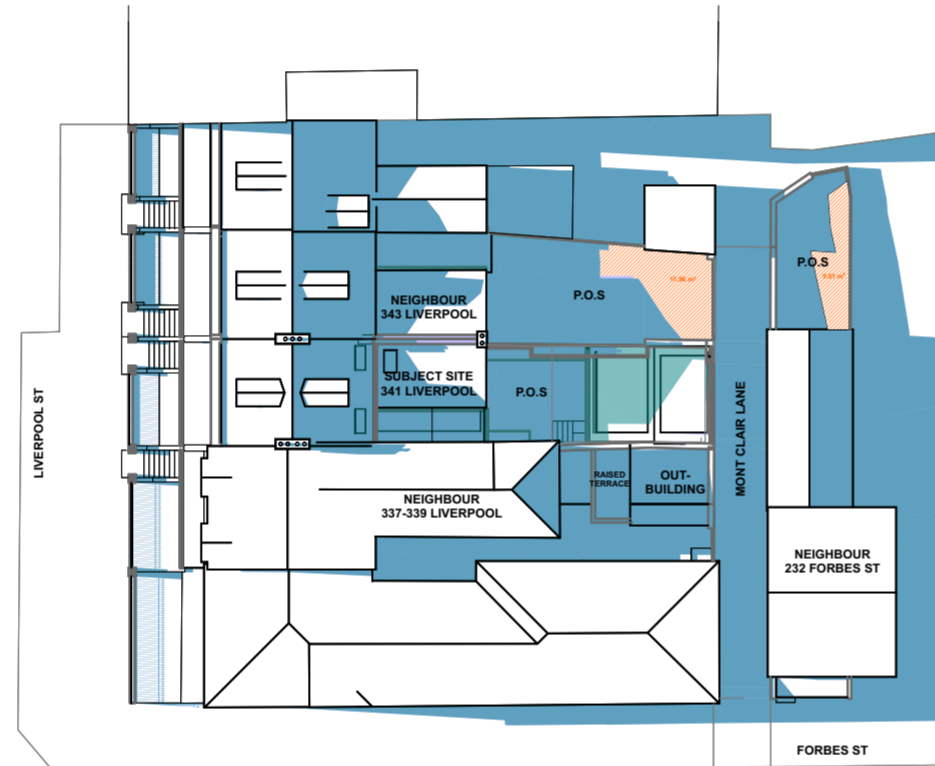 P.O.S
P.O.S
NEIGHBOUR
343 LIVERPOOL
SUBJECT SITE
341 LIVERPOOL
P.O.S
LIVERPOOL ST
MONT CLAIR LANE
RAISED
TERRACE
OUT-
BUILDING
NEIGHBOUR
337-339 LIVERPOOL
NEIGHBOUR
232 FORBES ST
FORBES ST